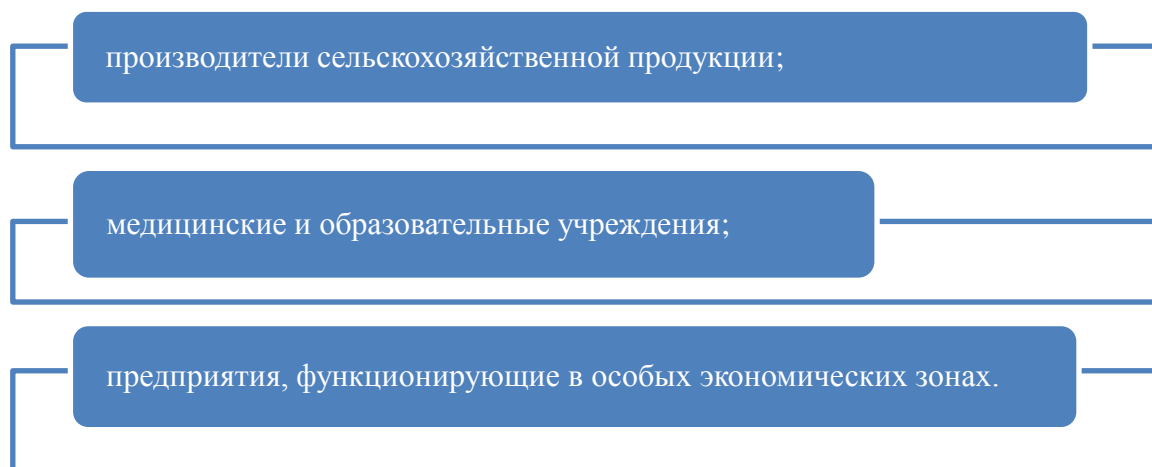 производители сельскохозяйственной продукции;
медицинские и образовательные учреждения;
предприятия, функционирующие в особых экономических зонах.